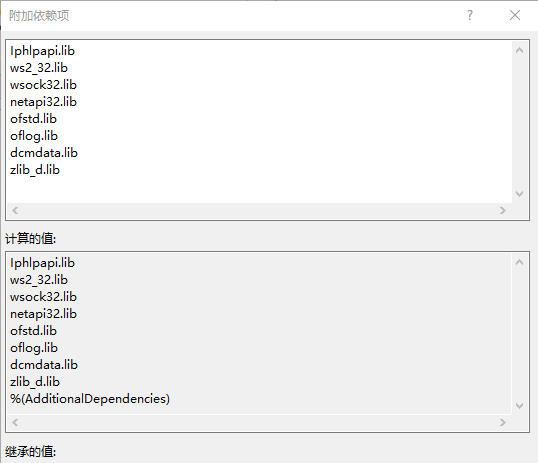 附加依赖项
?
Iphlpapi.lib
ws2_32.lib
wsock32.lib
netapi32.lib
ofstd.lib
oflog.lib
dcmdata.lib
zlib_d.lib
计算的值:
Iphlpapi.lib
ws2_32.lib
wsock32.lib
netapi32.lib
ofstd.lib
oflog.lib
dcmdata.lib
zlib_d.lib
%(AdditionalDependencies)
继承的值: